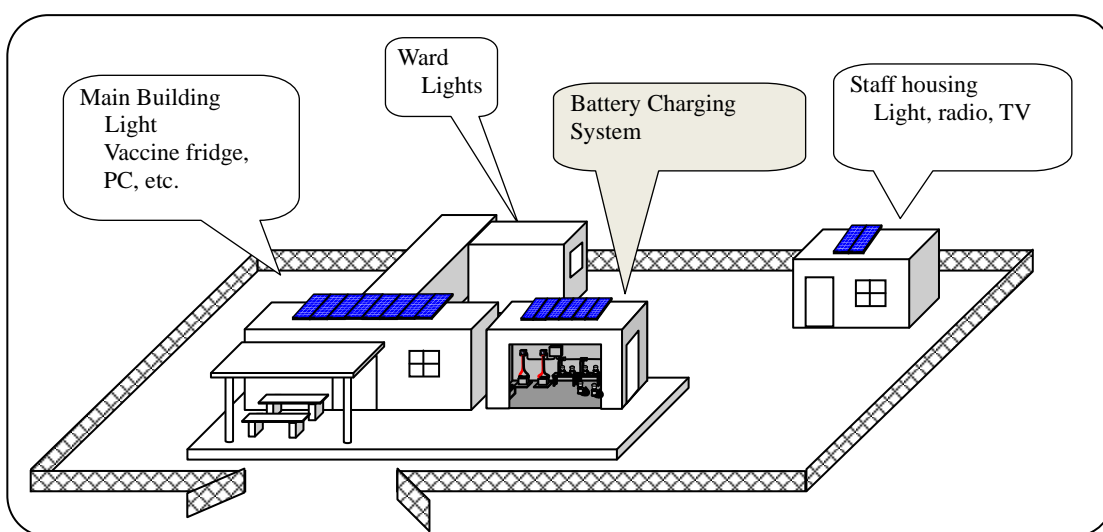 Main Building
Light
Vaccine fridge,
PC, etc.
Ward
Lights
Battery Charging
System
Staff housing
Light, radio, TV